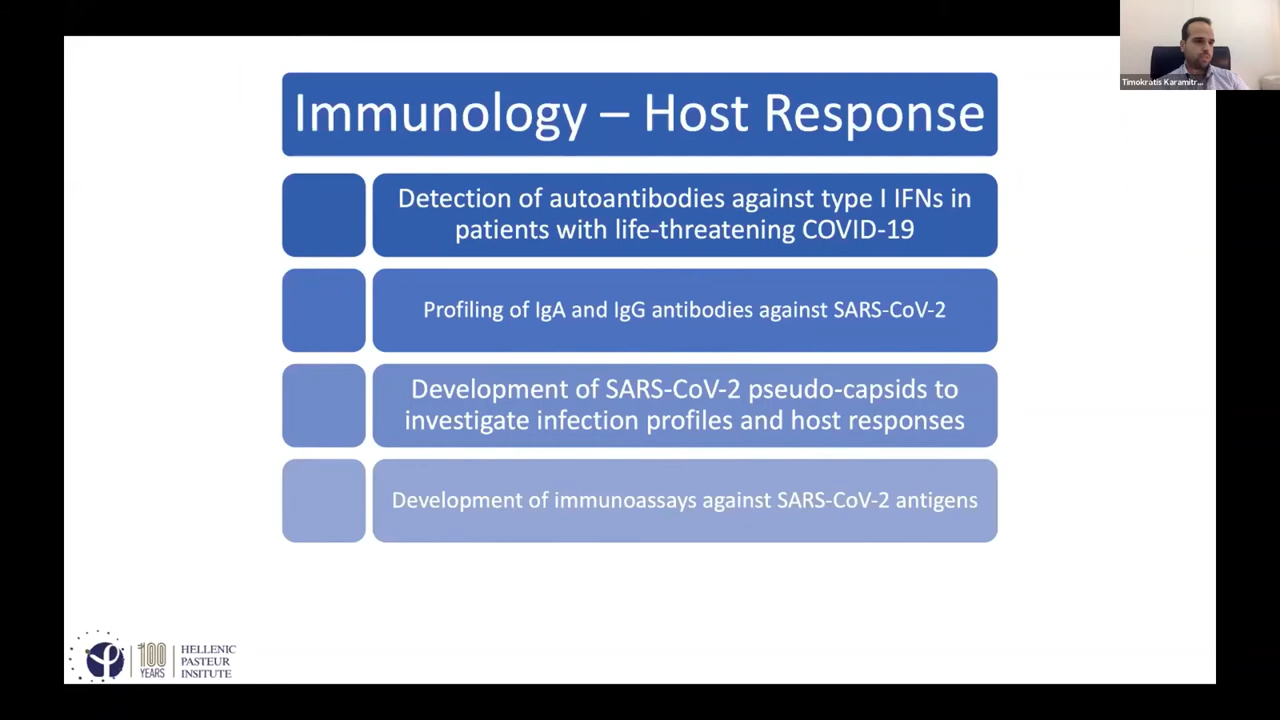 Timokratis Karamitr...
Immunology – Host Response
Detection of autoantibodies against type I IFNs in
patients with life-threatening COVID-19
Profiling of IgA and IgG antibodies against SARS-CoV-2
Development of SARS-CoV-2 pseudo-capsids to
investigate infection profiles and host responses
Development of immunoassays against SARS-CoV-2 antigens
100
YEARS
HELLENIC
PASTEUR
INSITUTE